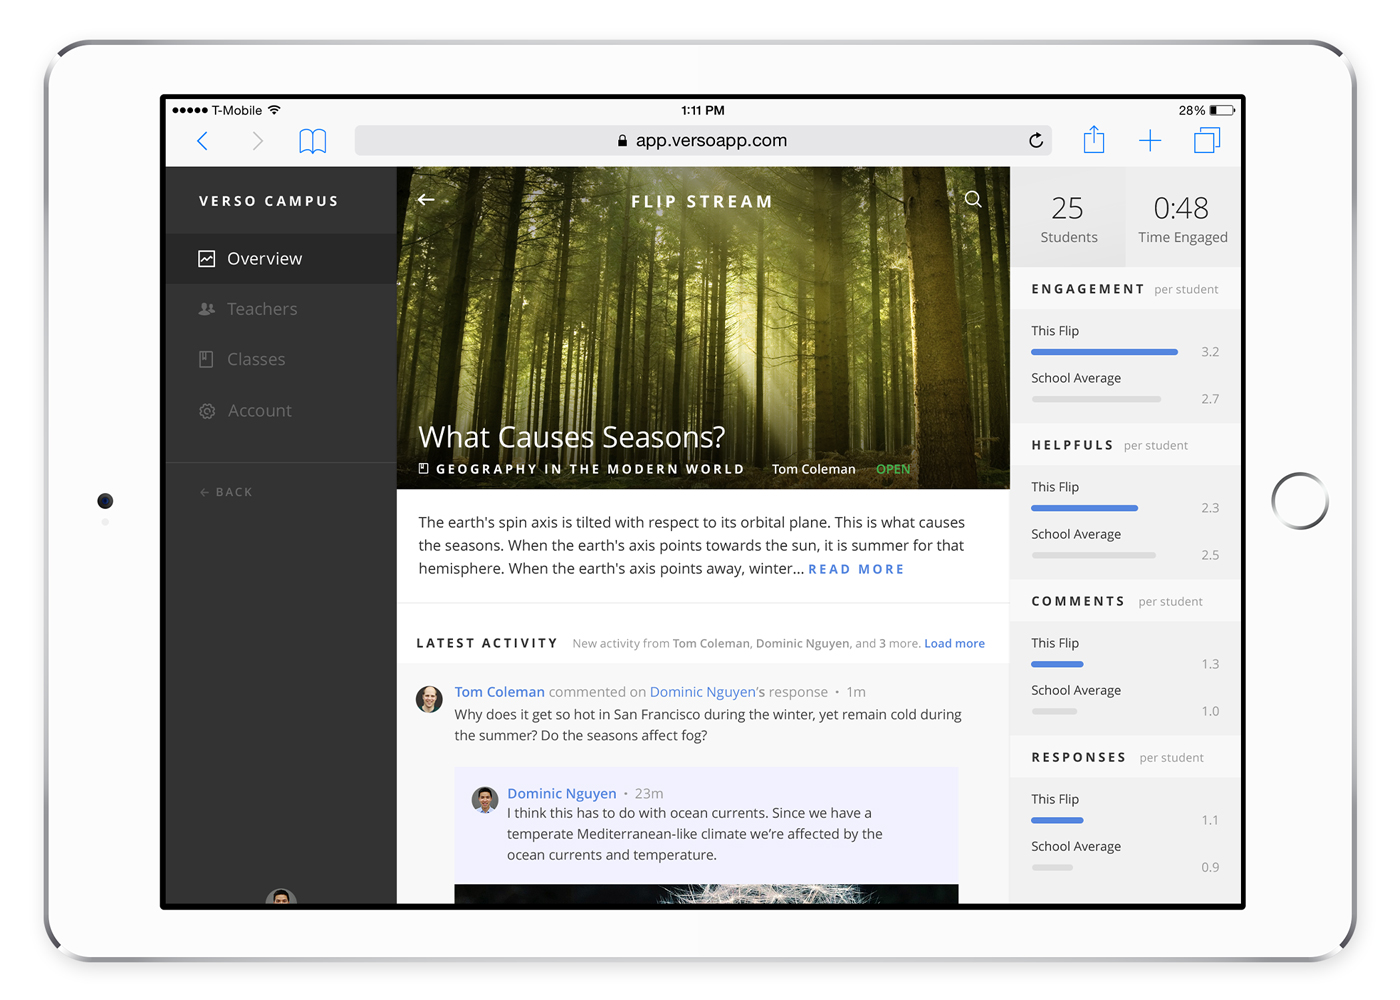 T-Mobile
1:11 PM
28%
app.versoapp.com
VERSO CAMPUS
Overview
Teachers
Classes
Account
← BACK
FLIP STREAM
What Causes Seasons?
GEOGRAPHY IN THE MODERN WORLD Tom Coleman OPEN
The earth's spin axis is tilted with respect to its orbital plane. This is what causes
the seasons. When the earth's axis points towards the sun, it is summer for that
hemisphere. When the earth's axis points away, winter... READ MORE
LATEST ACTIVITY New activity from Tom Coleman, Dominic Nguyen, and 3 more. Load more
Tom Coleman commented on Dominic Nguyen's response • 1m
Why does it get so hot in San Francisco during the winter, yet remain cold during
the summer? Do the seasons affect fog?
Dominic Nguyen • 23m
I think this has to do with ocean currents. Since we have a
temperate Mediterranean-like climate we're affected by the
ocean currents and temperature.
25 0:48
Students Time Engaged
ENGAGEMENT per student
This Flip
3.2
School Average
2.7
HELPFULS per student
This Flip
2.3
School Average
2.5
COMMENTS per student
This Flip
1.3
School Average
1.0
RESPONSES per student
This Flip
1.1
School Average
0.9